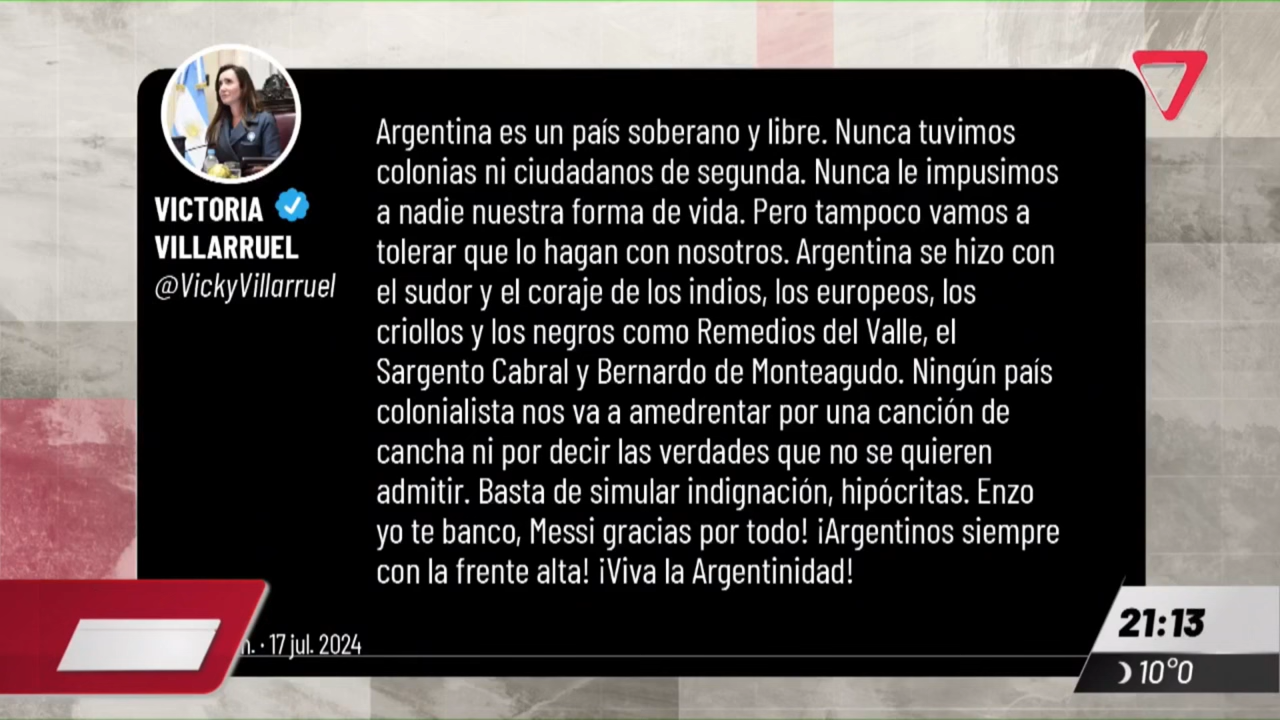 VICTORIA
VILLARRUEL
@VickyVillarruel
Argentina es un país soberano y libre. Nunca tuvimos
colonias ni ciudadanos de segunda. Nunca le impusimos
a nadie nuestra forma de vida. Pero tampoco vamos a
tolerar que lo hagan con nosotros. Argentina se hizo con
el sudor y el coraje de los indios, los europeos, los
criollos y los negros como Remedios del Valle, el
Sargento Cabral y Bernardo de Monteagudo. Ningún país
colonialista nos va a amedrentar por una canción de
cancha ni por decir las verdades que no se quieren
admitir. Basta de simular indignación, hipócritas. Enzo
yo te banco, Messi gracias por todo! ¡Argentinos siempre
con la frente alta! ¡Viva la Argentinidad!
· 17 jul. 2024
21:13
10°0